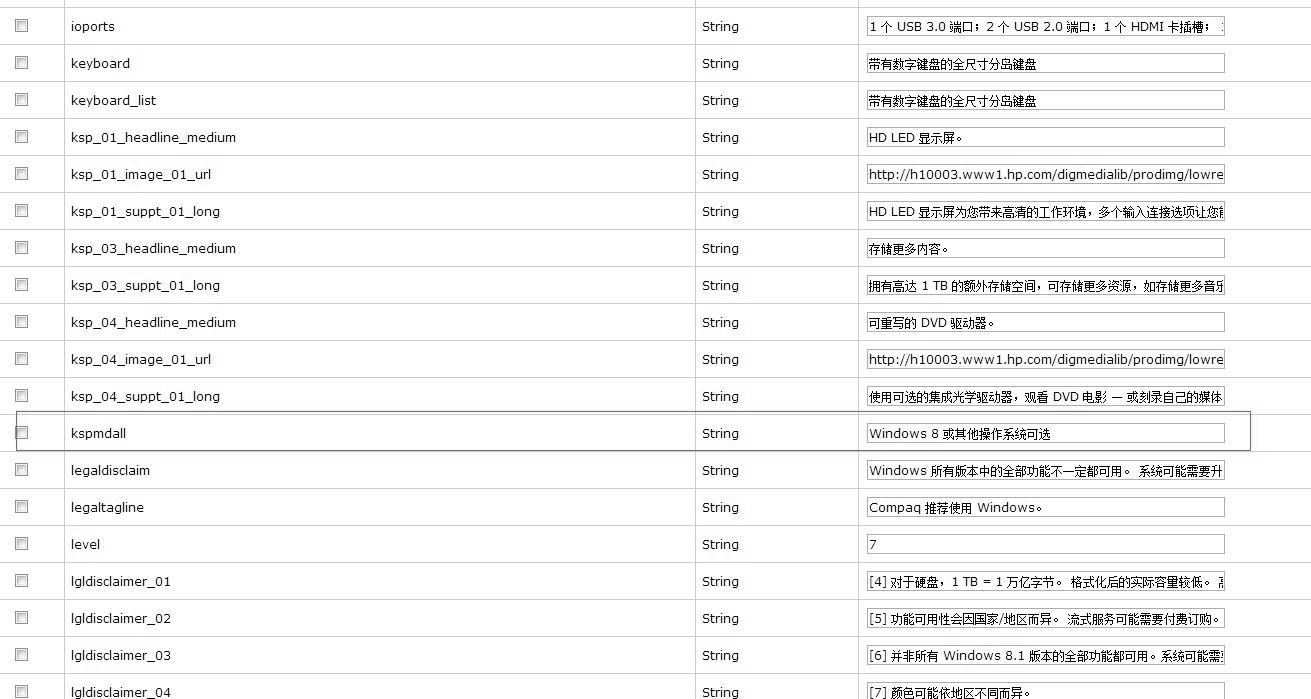 ioports String 1 个 USB 3.0 端口；2 个 USB 2.0 端口；1 个 HDMI 卡插槽；
keyboard String 带有数字键盘的全尺寸分岛键盘
keyboard_list String 带有数字键盘的全尺寸分岛键盘
ksp_01_headline_medium String HD LED 显示屏。
ksp_01_image_01_url String http://h10003.www1.hp.com/digmedialib/prodimg/lowre
ksp_01_suppt_01_long String HD LED 显示屏为您带来高清的工作环境，多个输入连接选项让您
ksp_03_headline_medium String 存储更多内容。
ksp_03_suppt_01_long String 拥有高达 1 TB 的额外存储空间，可存储更多资源，如存储更多音乐
ksp_04_headline_medium String 可重写的 DVD 驱动器。
ksp_04_image_01_url String http://h10003.www1.hp.com/digmedialib/prodimg/lowre
ksp_04_suppt_01_long String 使用可选的集成光学驱动器，观看 DVD 电影 — 或刻录自己的媒体
kspmdall String Windows 8 或其他操作系统可选
legaldisclaim String Windows 所有版本中的全部功能不一定都可用。 系统可能需要升
legaltagline String Compaq 推荐使用 Windows。
level String 7
lgldisclaimer_01 String [4] 对于硬盘，1 TB = 1 万亿字节。 格式化后的实际容量较低。
lgldisclaimer_02 String [5] 功能可用性会因国家/地区而异。 流式服务可能需要付费订购。
lgldisclaimer_03 String [6] 并非所有 Windows 8.1 版本的全部功能都可用。系统可能需
lgldisclaimer_04 String [7] 颜色可能依地区不同而异。